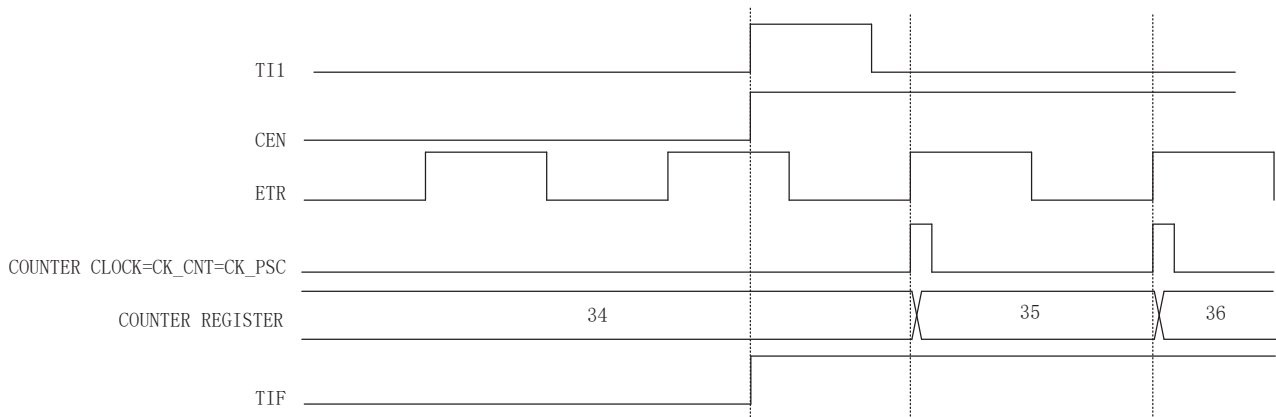 TI1
CEN
ETR
COUNTER CLOCK=CK_CNT=CK_PSC
COUNTER REGISTER 34 35 36
TIF